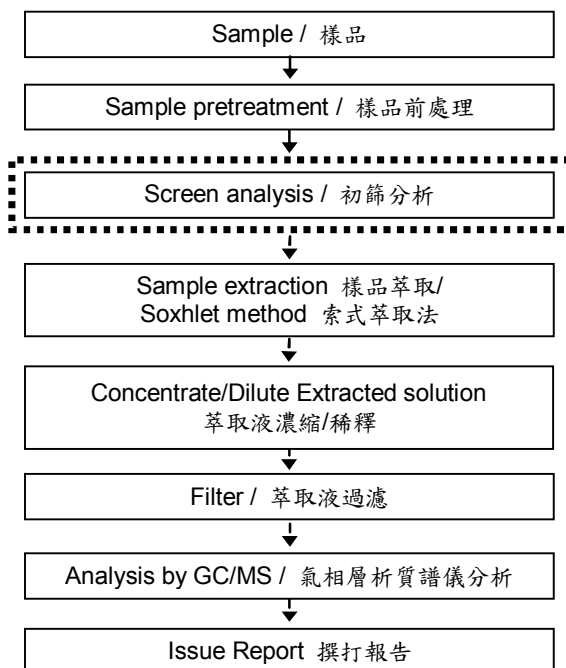 Sample / 樣品
Sample pretreatment / 樣品前處理
Screen analysis / 初篩分析
Sample extraction 樣品萃取/
Soxhlet method 索式萃取法
Concentrate/Dilute Extracted solution
萃取液濃縮/稀釋
Filter / 萃取液過濾
Analysis by GC/MS / 氣相層析質譜儀分析
Issue Report 撰打報告